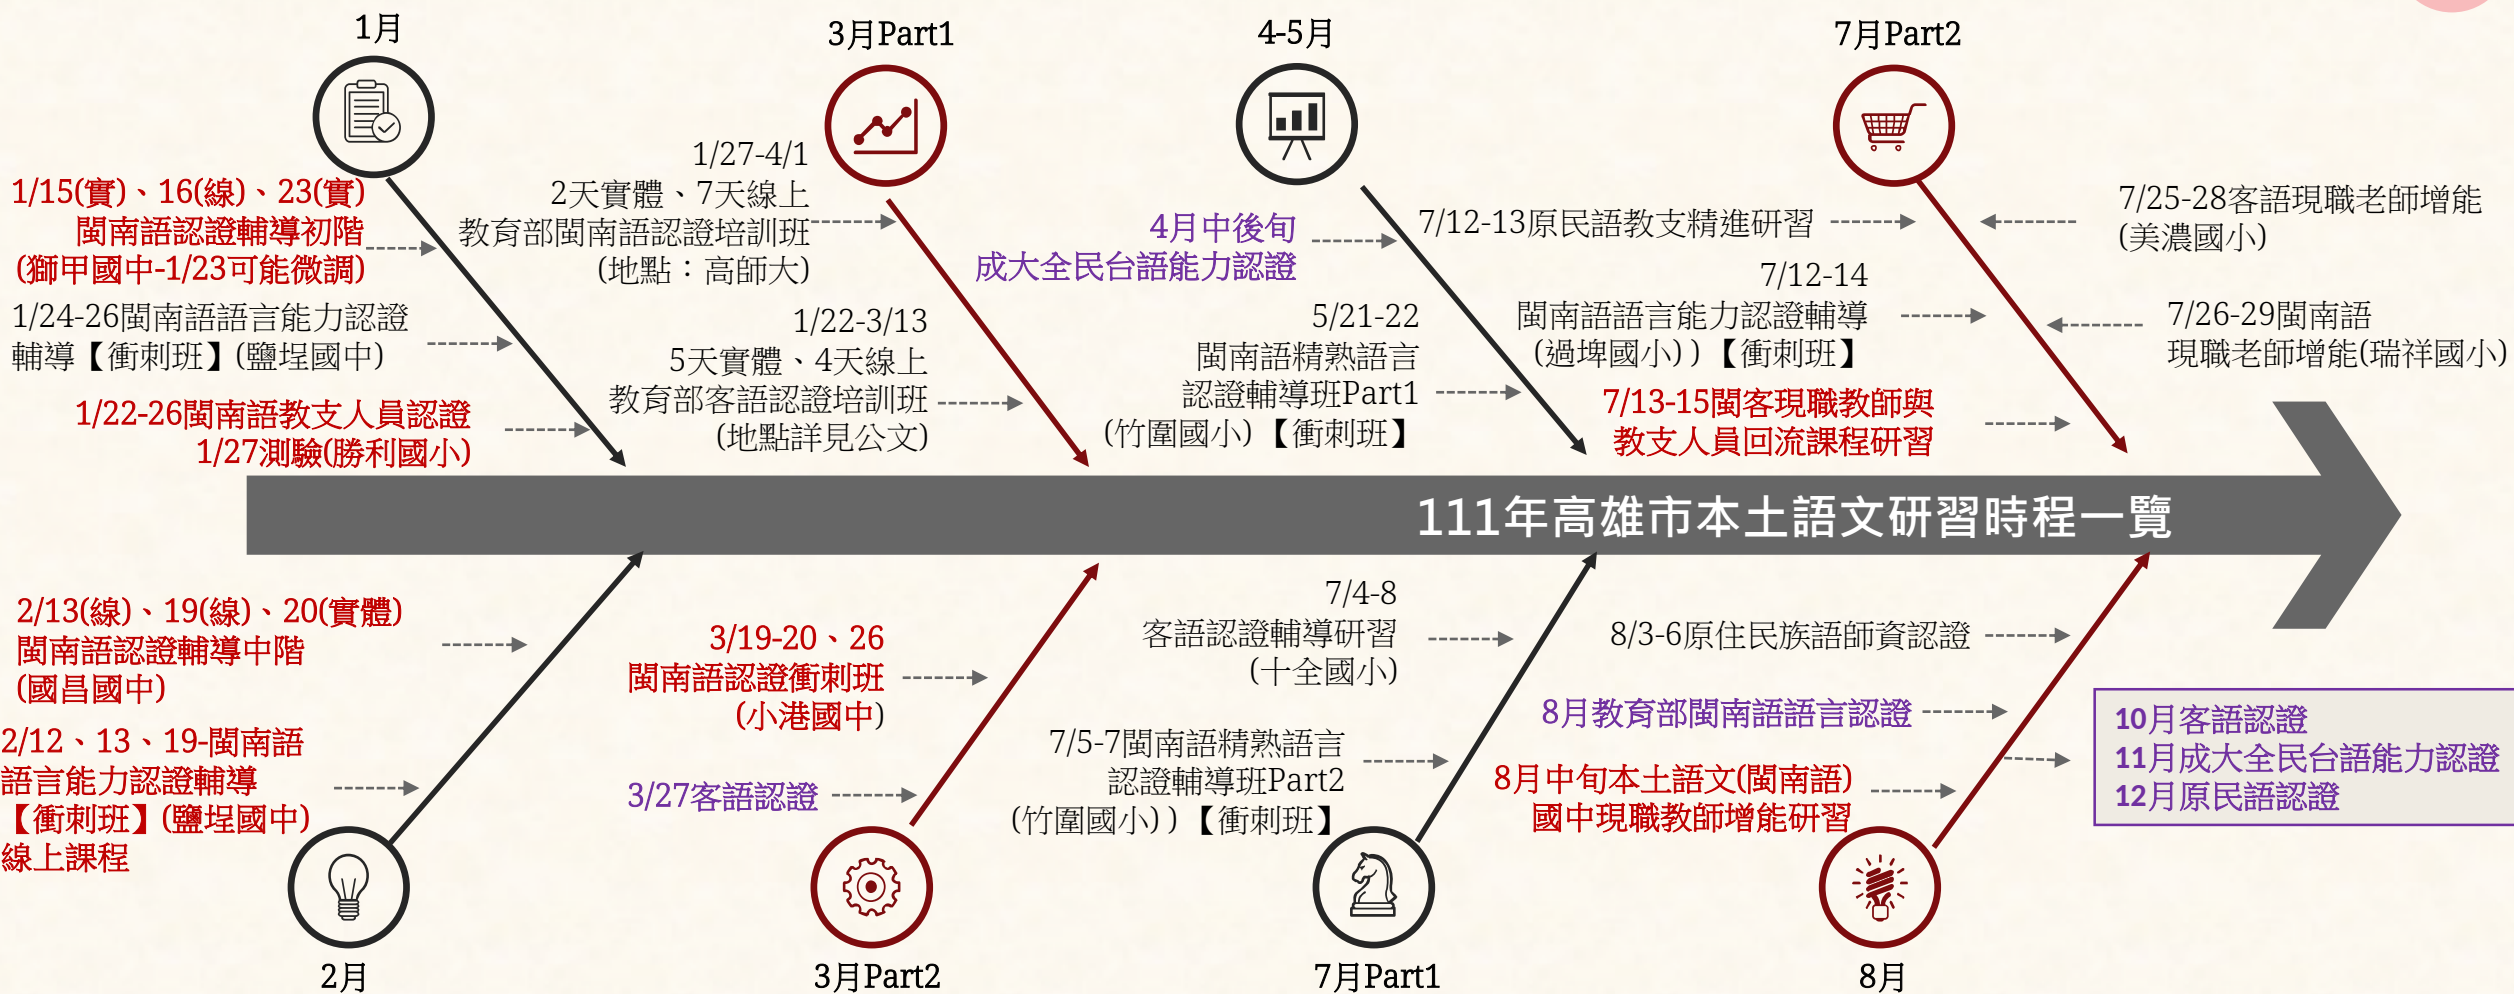 1月
1/15(實)、16(線)、23(實)
閩南語認證輔導初階
(獅甲國中-1/23可能微調)
1/24-26閩南語語言能力認證
輔導【衝刺班】(鹽埕國中)
1/22-26閩南語教支人員認證
1/27測驗(勝利國小)
3月Part1
1/27-4/1
2天實體、7天線上
教育部閩南語認證培訓班
(地點：高師大)
1/22-3/13
5天實體、4天線上
教育部客語認證培訓班
(地點詳見公文)
4-5月
4月中後旬
成大全民台語能力認證
5/21-22
閩南語精熟語言
認證輔導班Part1
(竹圍國小)【衝刺班】
7月Part2
7/12-13原民語教支精進研習
7/12-14
閩南語語言能力認證輔導
(過埤國小))【衝刺班】
7/13-15閩客現職教師與
教支人員回流課程研習
7/25-28客語現職老師增能
(美濃國小)
7/26-29閩南語
現職老師增能(瑞祥國小)
111年高雄市本土語文研習時程一覽
2/13(線)、19(線)、20(實體)
閩南語認證輔導中階
(國昌國中)
2/12、13、19-閩南語
語言能力認證輔導
【衝刺班】(鹽埕國中)
線上課程
2月
3/19-20、26
閩南語認證衝刺班
(小港國中)
3/27客語認證
3月Part2
7/4-8
客語認證輔導研習
(十全國小)
7/5-7閩南語精熟語言
認證輔導班Part2
(竹圍國小))【衝刺班】
7月Part1
8/3-6原住民族語師資認證
8月教育部閩南語語言認證
8月中旬本土語文(閩南語)
國中現職教師增能研習
8月
10月客語認證
11月成大全民台語能力認證
12月原民語認證